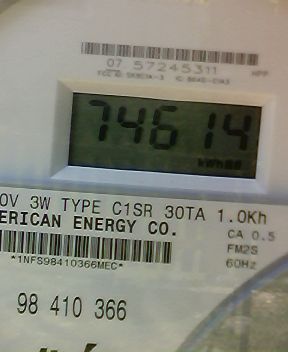 07 57245311
74614
kWh
0V 3W TYPE C1SR 30TA 1.0Kh
ERICAN ENERGY CO.
CA 0.5
FM2S
60Hz
*1NFS98410366MEC*
98 410 366